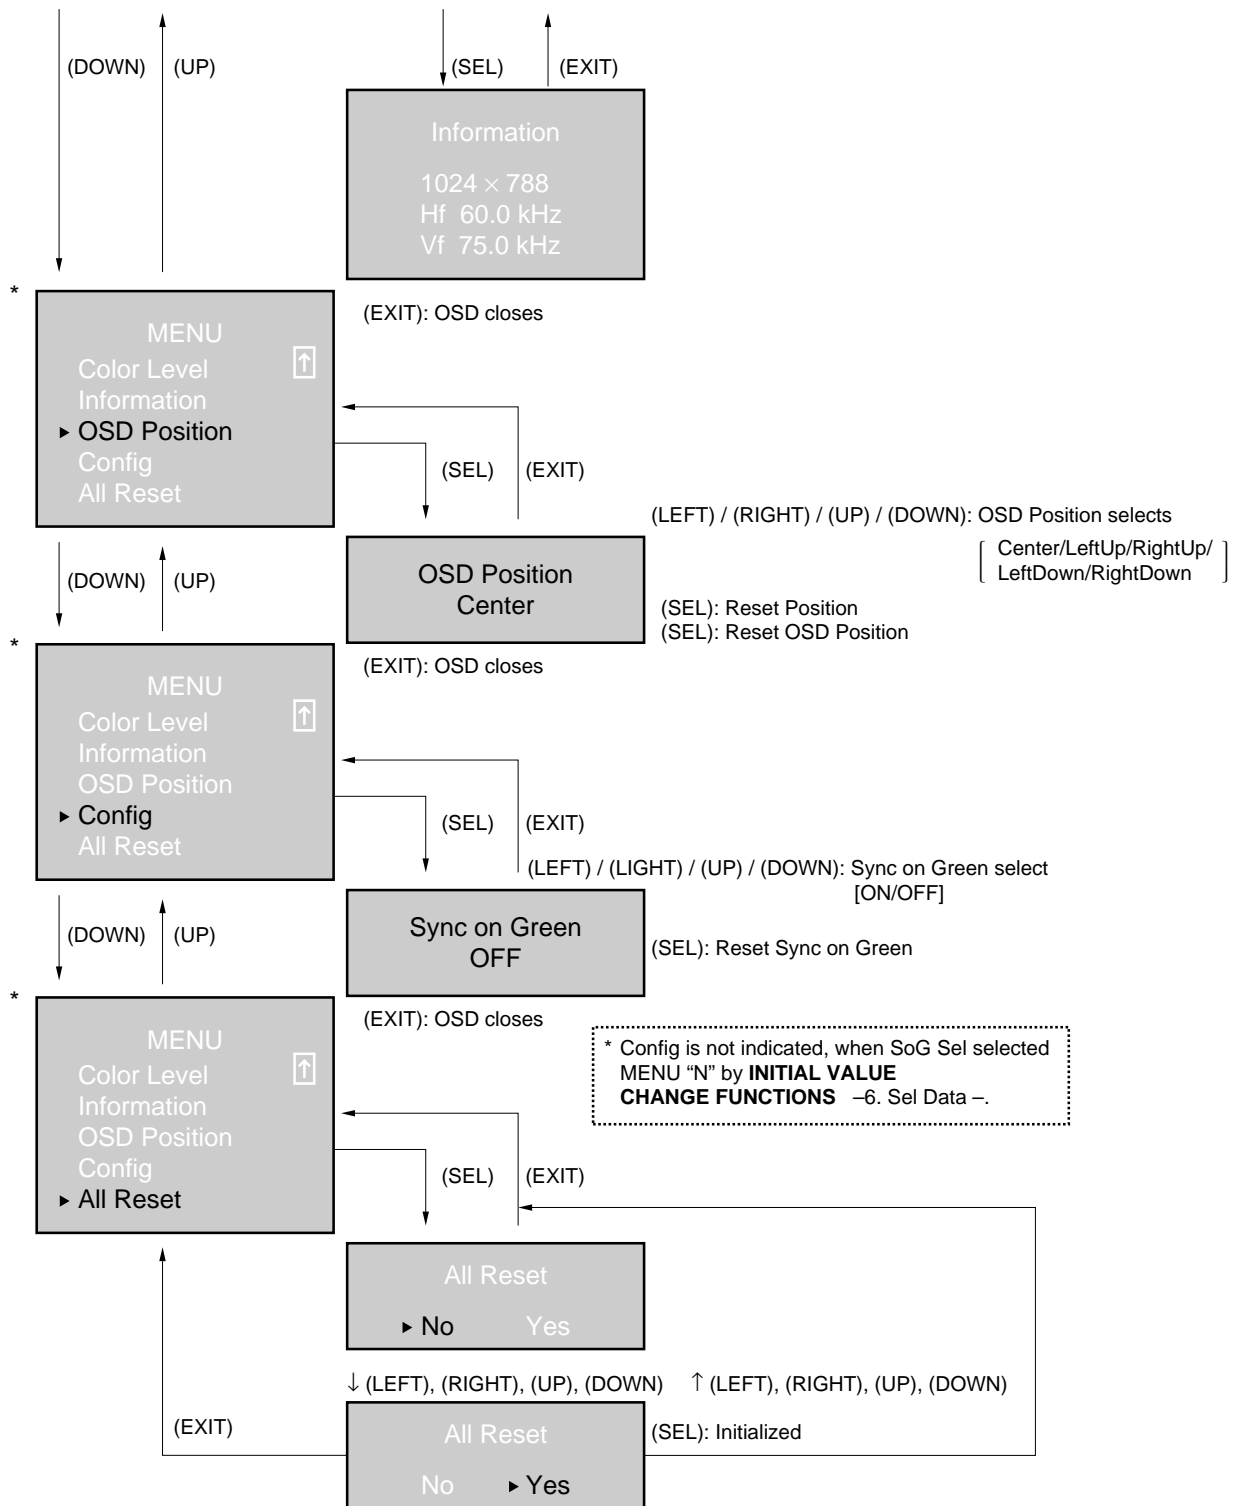 (DOWN) (UP) (SEL) (EXIT)
Information
1024 × 788
Hf 60.0 kHz
Vf 75.0 kHz
(EXIT): OSD closes
*
MENU
Color Level ↑
Information
▶ OSD Position
Config
All Reset
(SEL) (EXIT)
(LEFT) / (RIGHT) / (UP) / (DOWN): OSD Position selects
[ Center/LeftUp/RightUp/
LeftDown/RightDown ]
OSD Position
Center
(SEL): Reset Position
(SEL): Reset OSD Position
(EXIT): OSD closes
(DOWN) (UP)
*
MENU
Color Level ↑
Information
OSD Position
▶ Config
All Reset
(SEL) (EXIT)
(LEFT) / (LIGHT) / (UP) / (DOWN): Sync on Green select
[ON/OFF]
Sync on Green
OFF
(SEL): Reset Sync on Green
(EXIT): OSD closes
(DOWN) (UP)
*
MENU
Color Level ↑
Information
OSD Position
Config
▶ All Reset
* Config is not indicated, when SoG Sel selected
MENU “N” by INITIAL VALUE
CHANGE FUNCTIONS –6. Sel Data –.
(SEL) (EXIT)
All Reset
▶ No Yes
↓ (LEFT), (RIGHT), (UP), (DOWN) ↑ (LEFT), (RIGHT), (UP), (DOWN)
(EXIT)
All Reset
No ▶ Yes
(SEL): Initialized